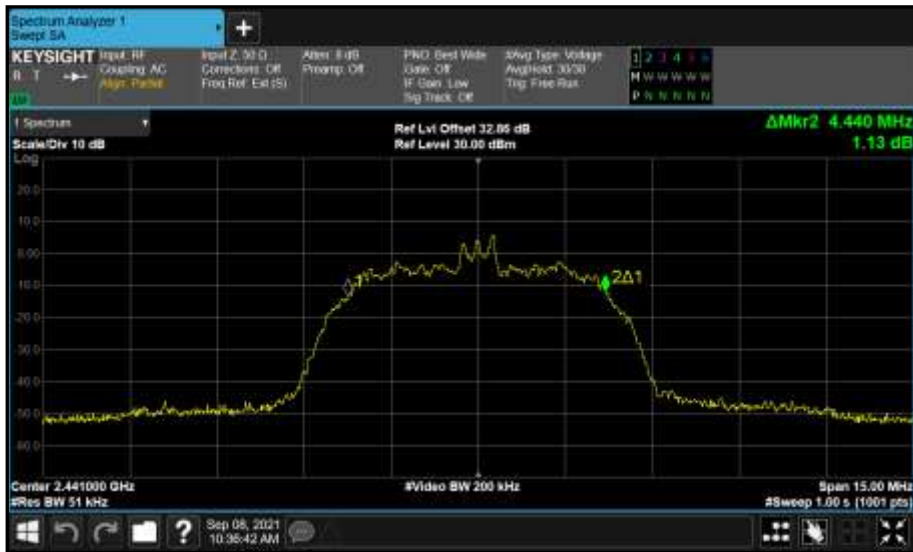 Spectrum Analyzer 1
Swept SA
+
KEYSIGHT
R T
Input: RF
Coupling: AC
Align: Partial
Input Z: 50 Ω
Corrections: Off
Freq Ref: Ext (S)
Atten: 8 dB
Preamp: Off
PNO: Best Wide
Gate: Off
IF Gain: Low
Sig Track: Off
#Avg Type: Voltage
Avg|Hold: 30/30
Trig: Free Run
1 2 3 4 5 6
M W W W W W
P N N N N N
1 Spectrum
Scale/Div 10 dB
Log
Ref Lvl Offset 32.86 dB
Ref Level 30.00 dBm
ΔMkr2 4.440 MHz
1.13 dB
20.0
10.0
0.00
-10.0
-20.0
-30.0
-40.0
-50.0
-60.0
1
2Δ1
Center 2.441000 GHz
#Res BW 51 kHz
#Video BW 200 kHz
Span 15.00 MHz
#Sweep 1.00 s (1001 pts)
?
Sep 08, 2021
10:36:42 AM